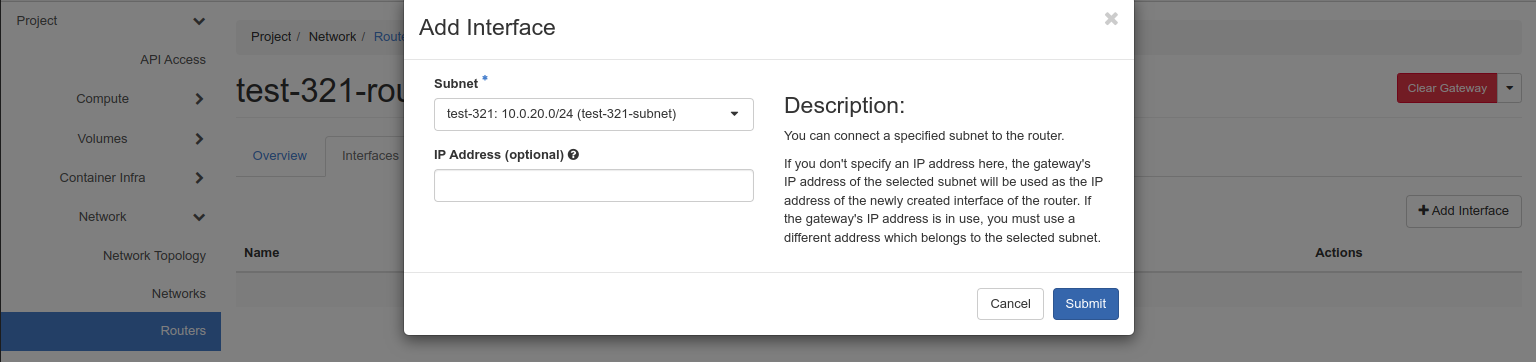 Project
API Access
Compute
Volumes
Container Infra
Network
Network Topology
Networks
Routers
Project / Network / Route
test-321-rou
Clear Gateway
Overview
Interfaces
Add Interface
Name
Actions
Add Interface
Subnet *
test-321: 10.0.20.0/24 (test-321-subnet)
IP Address (optional)
Description:
You can connect a specified subnet to the router.
If you don't specify an IP address here, the gateway's
IP address of the selected subnet will be used as the IP
address of the newly created interface of the router. If
the gateway's IP address is in use, you must use a
different address which belongs to the selected subnet.
Cancel
Submit